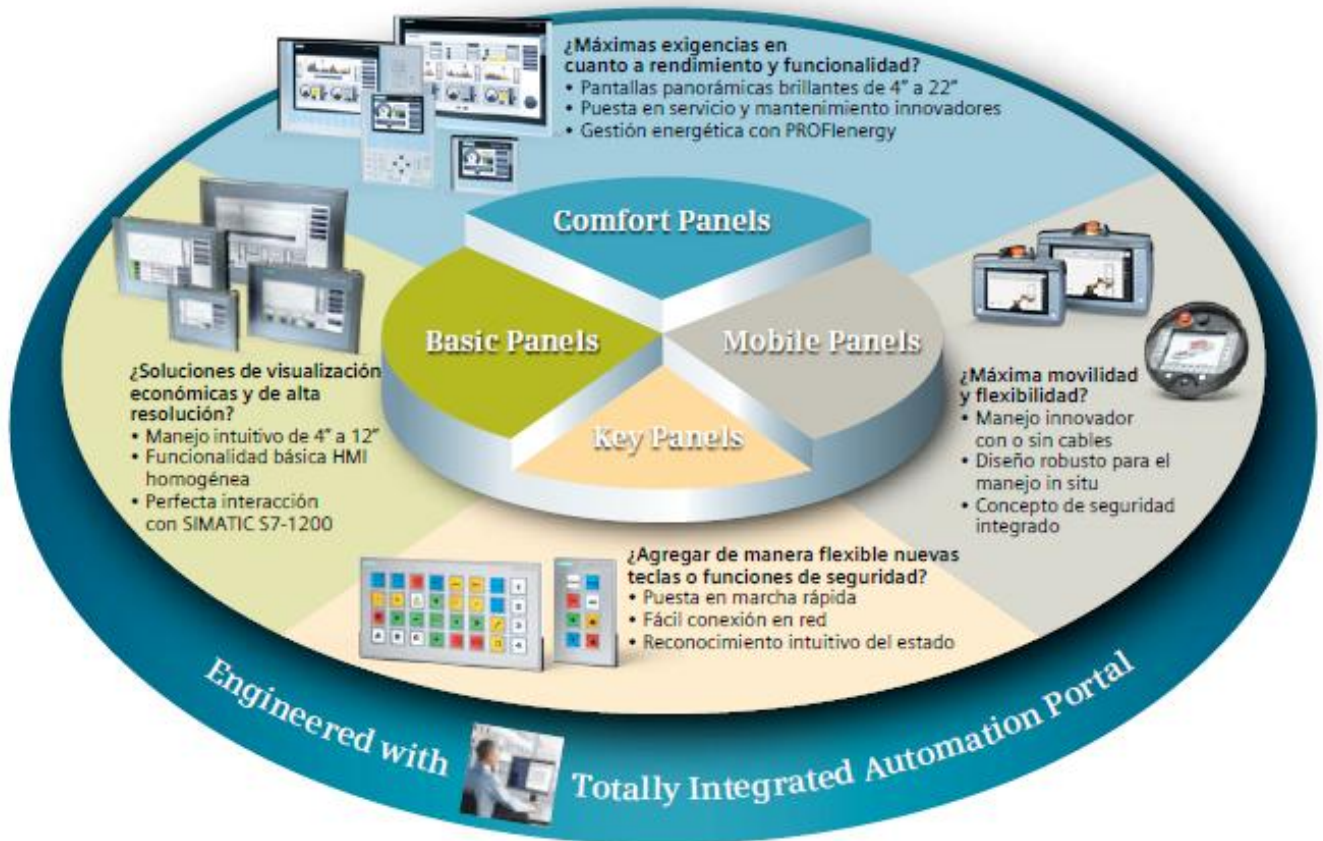 ¿Máximas exigencias en
cuanto a rendimiento y funcionalidad?
• Pantallas panorámicas brillantes de 4" a 22"
• Puesta en servicio y mantenimiento innovadores
• Gestión energética con PROFIenergy
Comfort Panels
Basic Panels
Mobile Panels
Key Panels
¿Soluciones de visualización
económicas y de alta
resolución?
• Manejo intuitivo de 4" a 12"
• Funcionalidad básica HMI
homogénea
• Perfecta interacción
con SIMATIC S7-1200
¿Máxima movilidad
y flexibilidad?
• Manejo innovador
con o sin cables
• Diseño robusto para el
manejo in situ
• Concepto de seguridad
integrado
¿Agregar de manera flexible nuevas
teclas o funciones de seguridad?
• Puesta en marcha rápida
• Fácil conexión en red
• Reconocimiento intuitivo del estado
Engineered with Totally Integrated Automation Portal